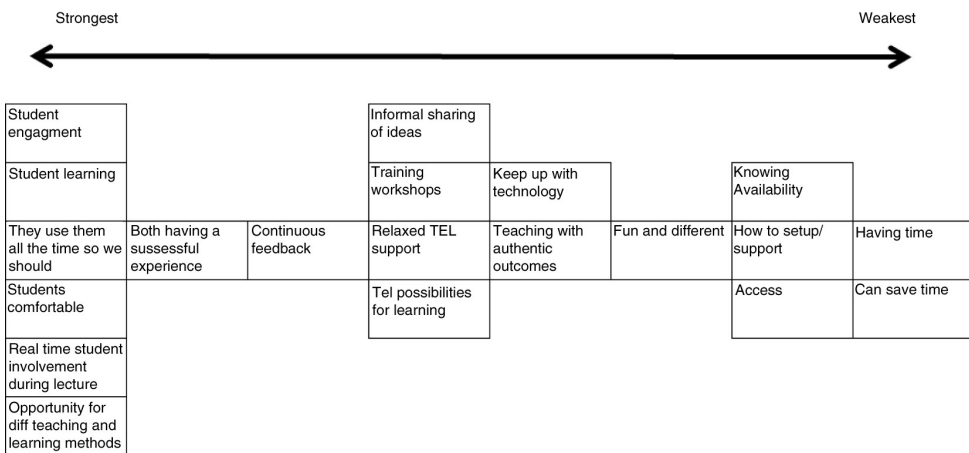 Strongest
Weakest
Student
engagment
Informal sharing
of ideas
Student learning
Training
workshops
Keep up with
technology
Knowing
Availability
They use them
all the time so we
should
Both having a
sussessful
experience
Continuous
feedback
Relaxed TEL
support
Teaching with
authentic
outcomes
Fun and different
How to setup/
support
Having time
Students
comfortable
Tel possibilities
for learning
Access
Can save time
Real time student
involvement
during lecture
Opportunity for
diff teaching and
learning methods